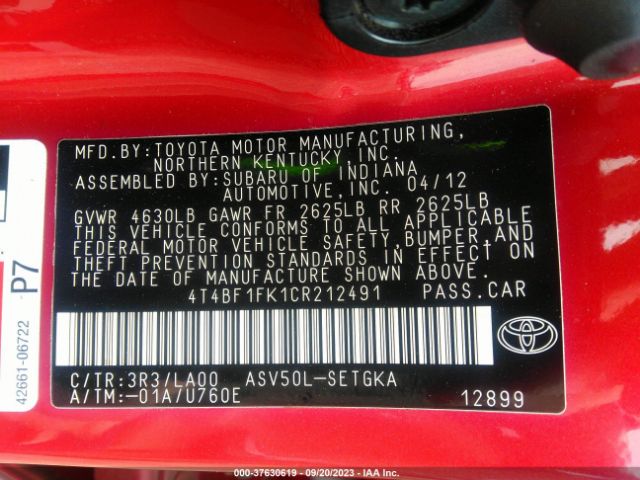 MFD.BY:TOYOTA MOTOR MANUFACTURING,
NORTHERN KENTUCKY,INC.
ASSEMBLED BY:SUBARU OF INDIANA
AUTOMOTIVE,INC. 04/12
GVWR 4630LB GAWR FR 2625LB RR 2625LB
THIS VEHICLE CONFORMS TO ALL APPLICABLE
FEDERAL MOTOR VEHICLE SAFETY,BUMPER,AND
THEFT PREVENTION STANDARDS IN EFFECT ON
THE DATE OF MANUFACTURE SHOWN ABOVE.
4T4BF1FK1CR212491 PASS.CAR
C/TR:3R3/LA00 ASV50L-SETGKA
A/TM:-01A/U760E 12899
TOYOTA
P7
42661-06722
000-37630619 - 09/20/2023 - IAA Inc.